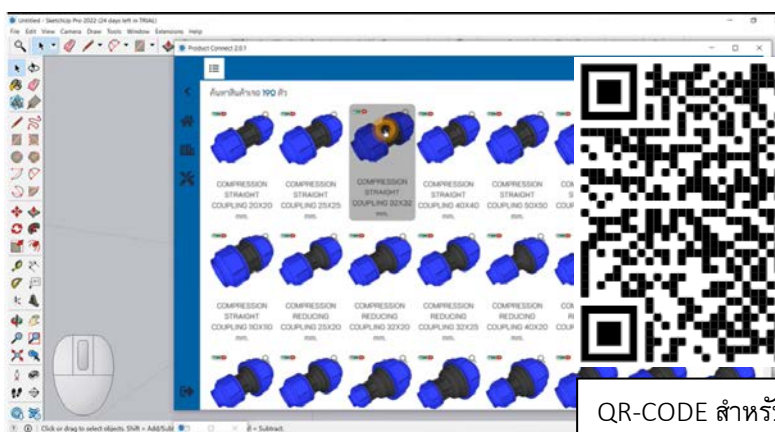 Untitled - SketchUp Pro 2022 (24 days left in TRIAL)
File Edit View Camera Draw Tools Window Extensions Help
Product Connect 2.0.1
ค้นหาสินค้าเจอ 190 ตัว
COMPRESSION STRAIGHT COUPLING 20X20 mm.
COMPRESSION STRAIGHT COUPLING 25X25 mm.
COMPRESSION STRAIGHT COUPLING 32X32 mm.
COMPRESSION STRAIGHT COUPLING 40X40 mm.
COMPRESSION STRAIGHT COUPLING 50X50 mm.
COMPRESSION STRAIGHT COUPLING 110X110 mm.
COMPRESSION REDUCING COUPLING 25X20 mm.
COMPRESSION REDUCING COUPLING 32X20 mm.
COMPRESSION REDUCING COUPLING 32X25 mm.
COMPRESSION REDUCING COUPLING 40X20 mm.
QR-CODE สำหรั
Click or drag to select objects. Shift = Add/Subt
= Subtract.